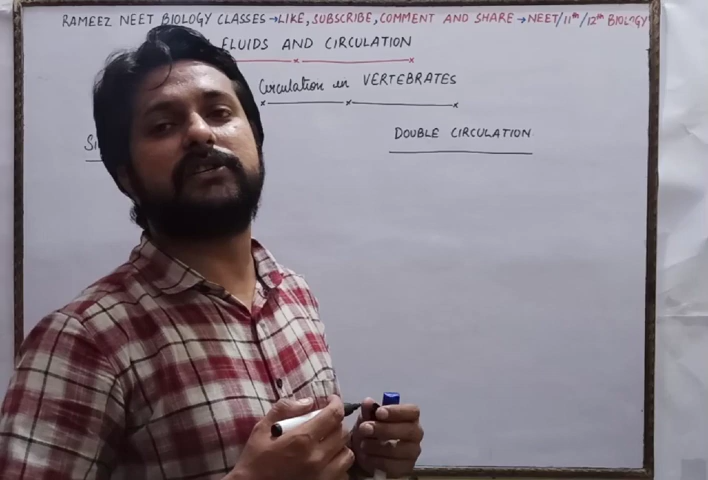 RAMEEZ NEET BIOLOGY CLASSES→LIKE, SUBSCRIBE, COMMENT AND SHARE→NEET/11th/12th BIOLOGY
FLUIDS AND CIRCULATION
Circulation in VERTEBRATES
DOUBLE CIRCULATION